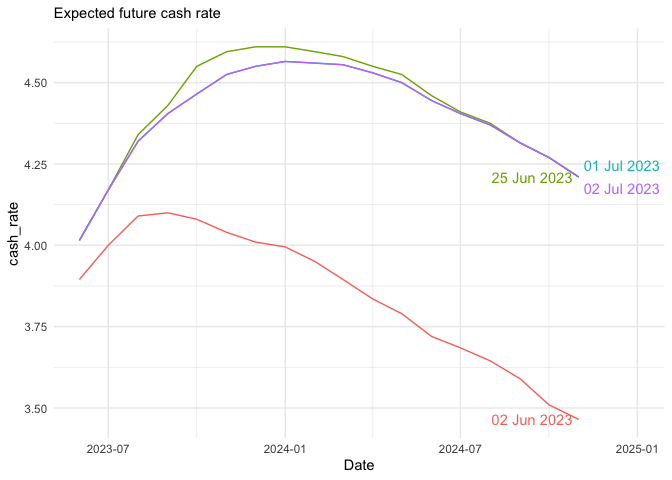 Expected future cash rate
4.50
4.25
4.00
3.75
3.50
cash_rate
01 Jul 2023
25 Jun 2023
02 Jul 2023
02 Jun 2023
2023-07
2024-01
2024-07
2025-01
Date